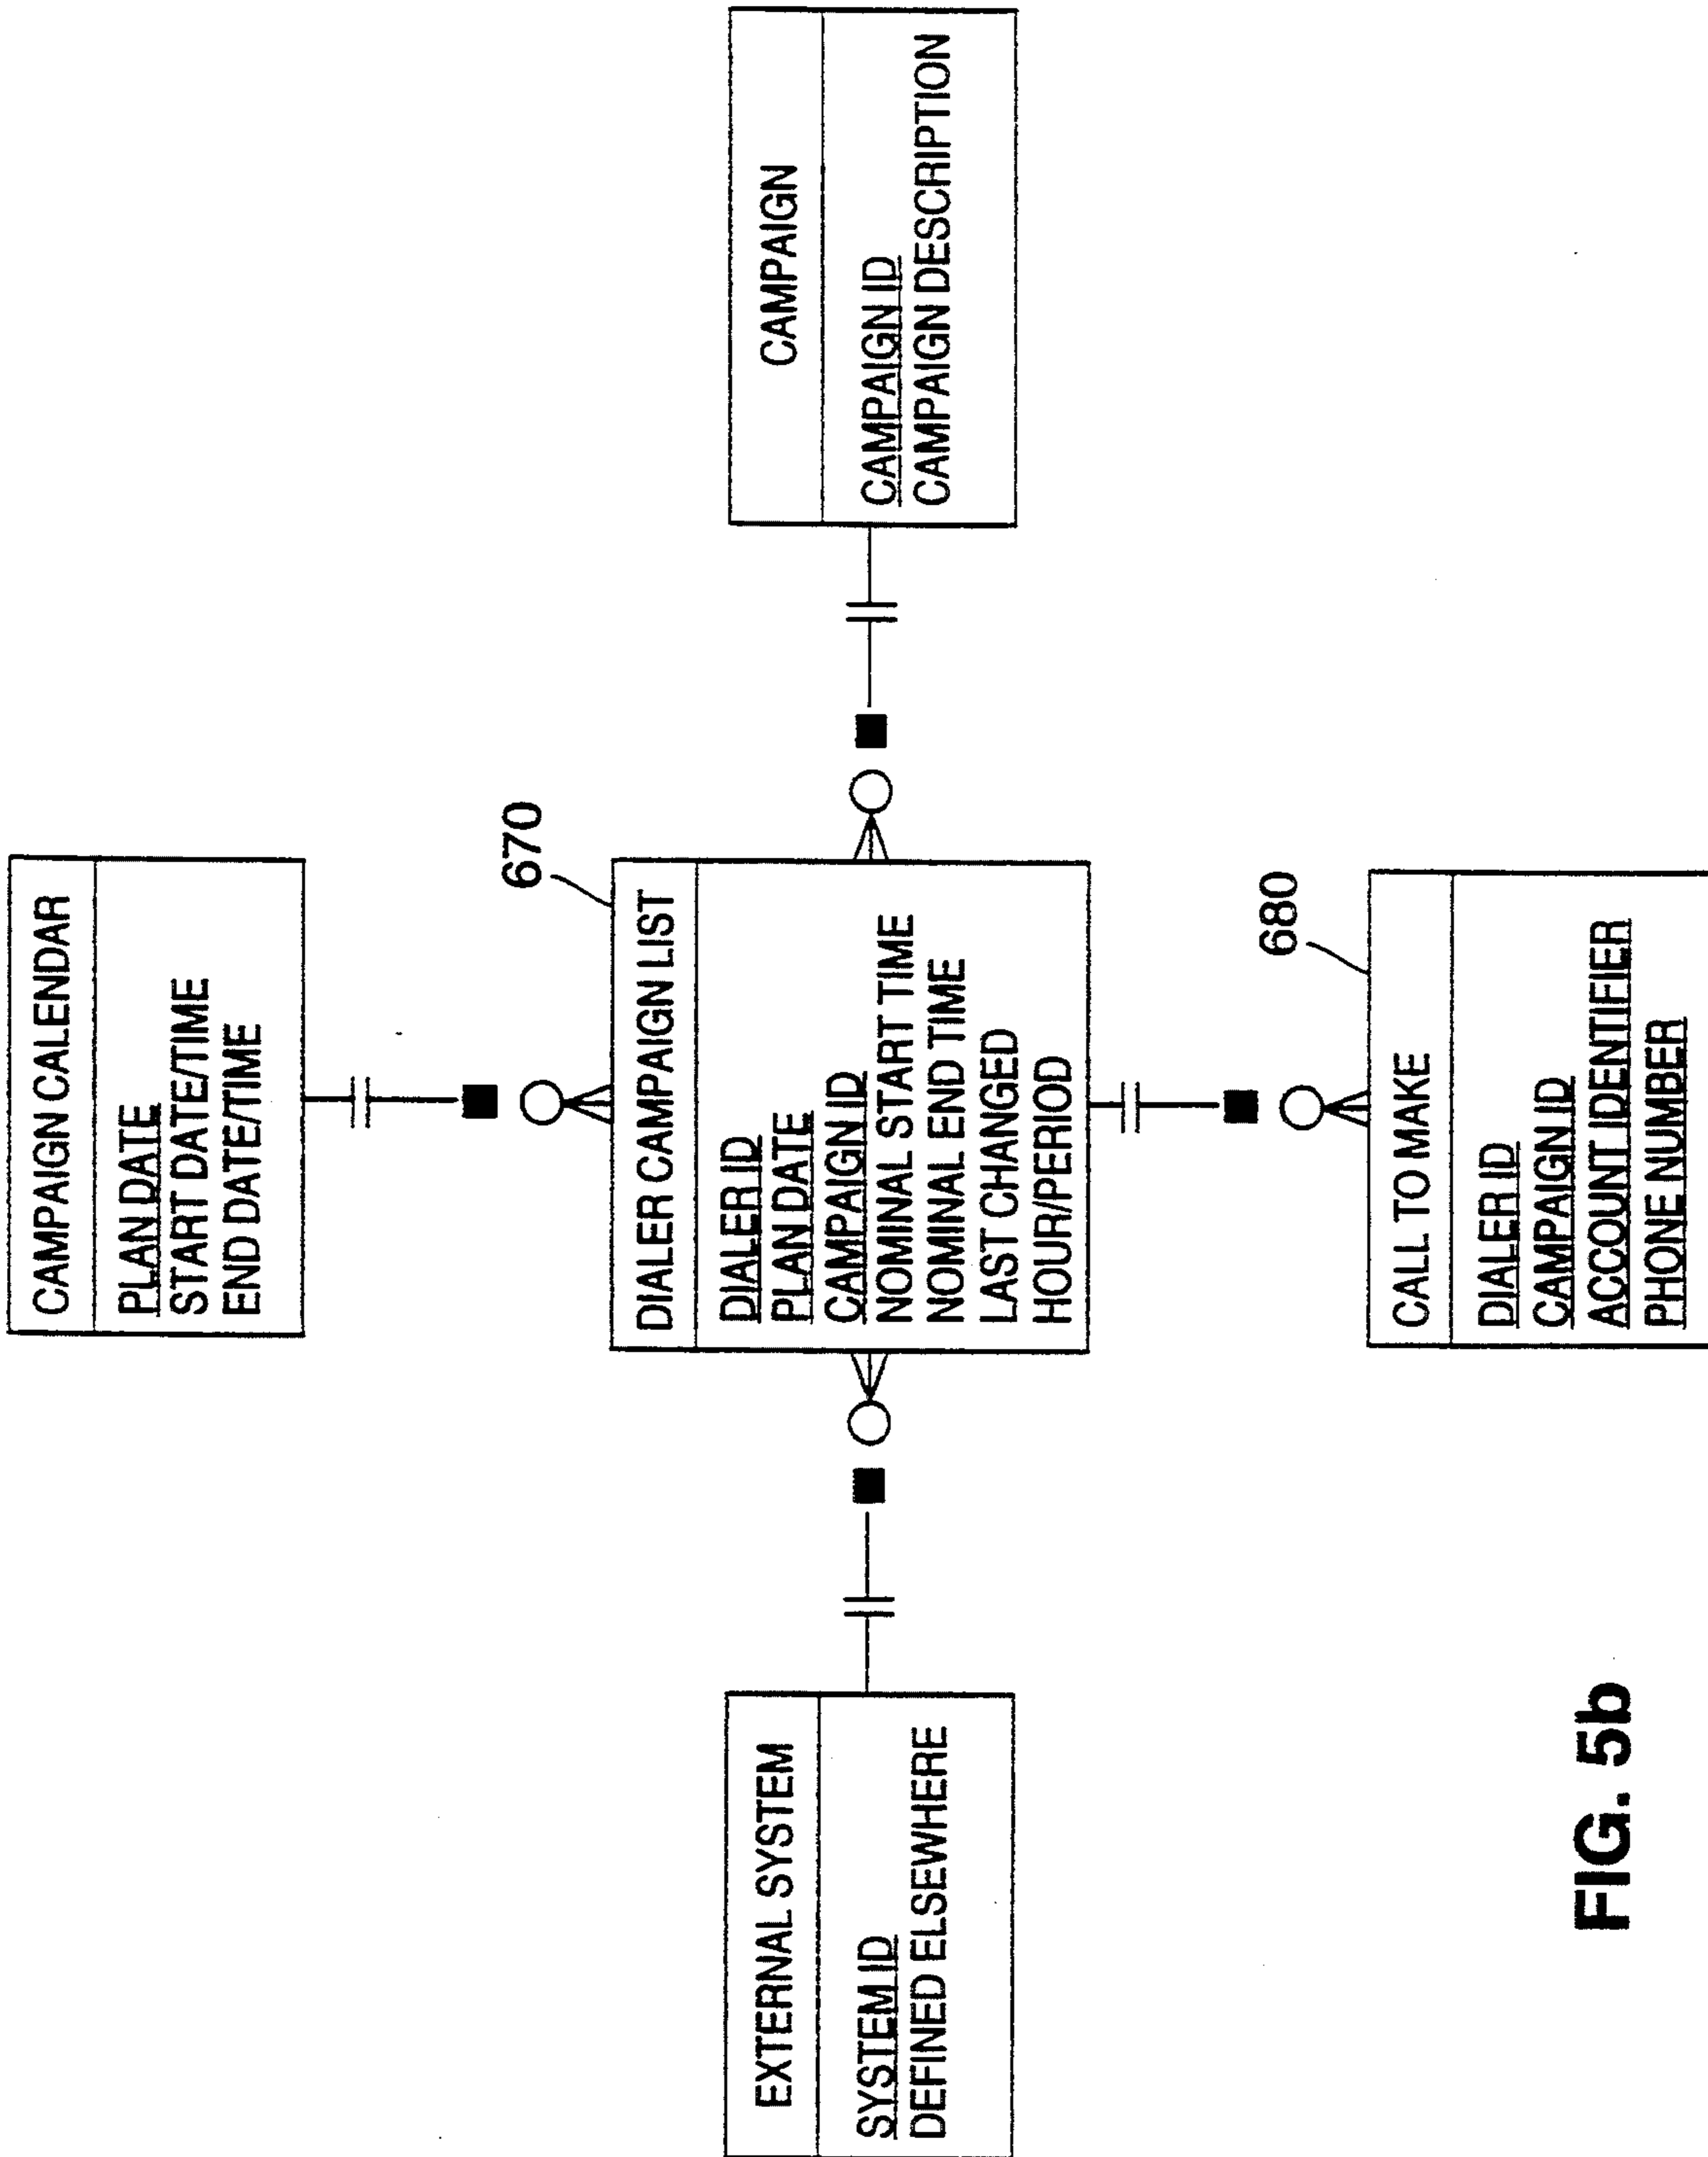 CAMPAIGN CALENDAR
PLAN DATE
START DATE/TIME
END DATE/TIME
EXTERNAL SYSTEM
SYSTEM ID
DEFINED ELSEWHERE
670
DIALER CAMPAIGN LIST
DIALER ID
PLAN DATE
CAMPAIGN ID
NOMINAL START TIME
NOMINAL END TIME
LAST CHANGED
HOUR/PERIOD
CAMPAIGN
CAMPAIGN ID
CAMPAIGN DESCRIPTION
680
CALL TO MAKE
DIALER ID
CAMPAIGN ID
ACCOUNT IDENTIFIER
PHONE NUMBER
FIG. 5b